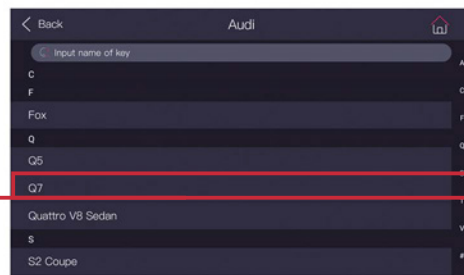 Back
Audi
Input name of key
C
F
Fox
Q
Q5
Q7
Quattro V8 Sedan
S
S2 Coupe
A
C
F
Q
S
T
V
#